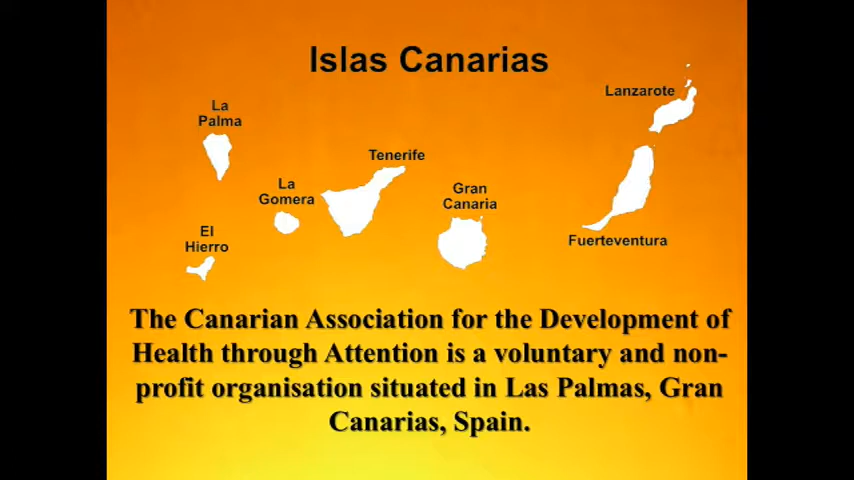 Islas Canarias
Lanzarote
La
Palma
Tenerife
La
Gomera
Gran
Canaria
El
Hierro
Fuerteventura
The Canarian Association for the Development of
Health through Attention is a voluntary and non-
profit organisation situated in Las Palmas, Gran
Canarias, Spain.